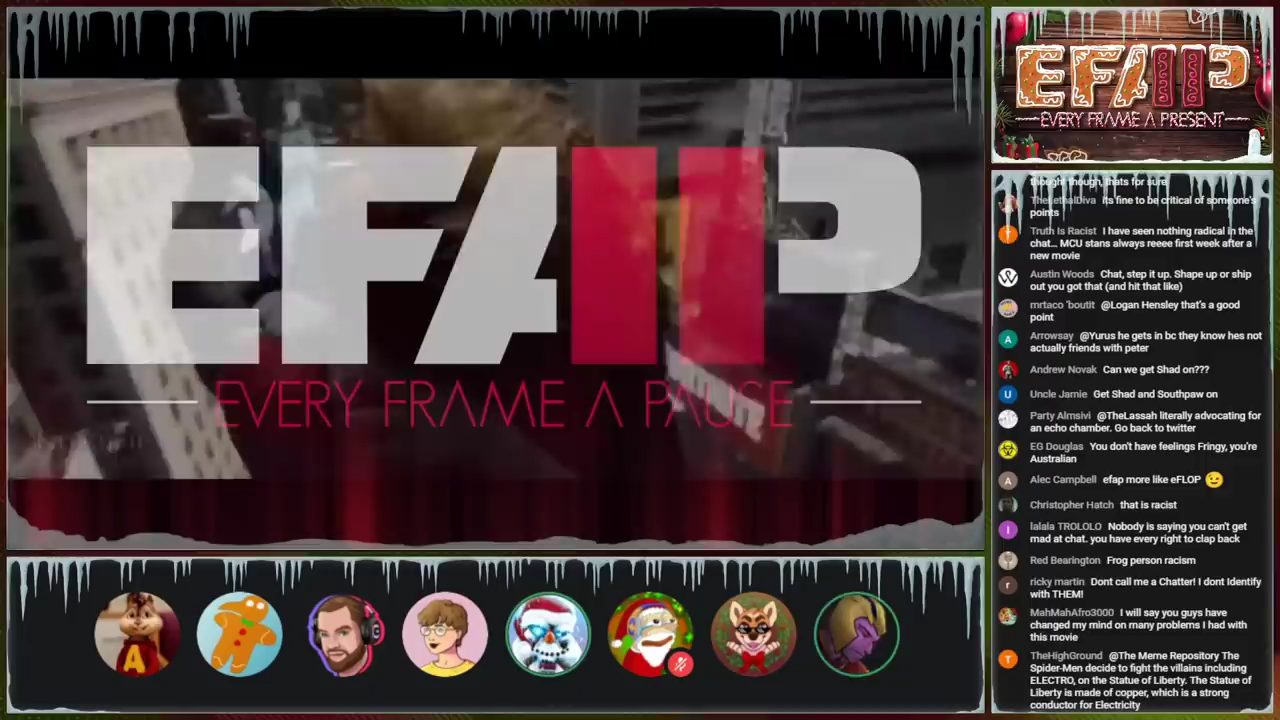 EFAP
EVERY FRAME A PAUSE
EFAP
EVERY FRAME A PRESENT
though though, thats for sure
TheLethalDiva Its fine to be critical of someone's
points
Truth Is Racist I have seen nothing radical in the
chat... MCU stans always reeee first week after a
new movie
Austin Woods Chat, step it up. Shape up or ship
out you got that (and hit that like)
mrtaco 'boutit @Logan Hensley that's a good
point
Arrowsay @Yurus he gets in bc they know hes not
actually friends with peter
Andrew Novak Can we get Shad on???
Uncle Jamie Get Shad and Southpaw on
Party Almsivi @TheLassah literally advocating for
an echo chamber. Go back to twitter
EG Douglas You don't have feelings Fringy, you're
Australian
Alec Campbell efap more like eFLOP 😉
Christopher Hatch that is racist
lalala TROLOLO Nobody is saying you can't get
mad at chat. you have every right to clap back
Red Bearington Frog person racism
ricky martin Dont call me a Chatter! I dont Identify
with THEM!
MahMahAfro3000 I will say you guys have
changed my mind on many problems I had with
this movie
TheHighGround @The Meme Repository The
Spider-Men decide to fight the villains including
ELECTRO, on the Statue of Liberty. The Statue of
Liberty is made of copper, which is a strong
conductor for Electricity